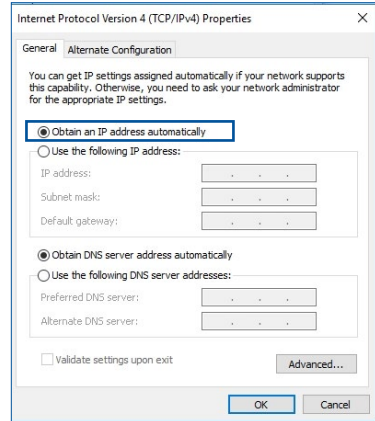 Internet Protocol Version 4 (TCP/IPv4) Properties
General
Alternate Configuration
You can get IP settings assigned automatically if your network supports
this capability. Otherwise, you need to ask your network administrator
for the appropriate IP settings.
Obtain an IP address automatically
Use the following IP address:
IP address:
Subnet mask:
Default gateway:
Obtain DNS server address automatically
Use the following DNS server addresses:
Preferred DNS server:
Alternate DNS server:
Validate settings upon exit
Advanced...
OK
Cancel